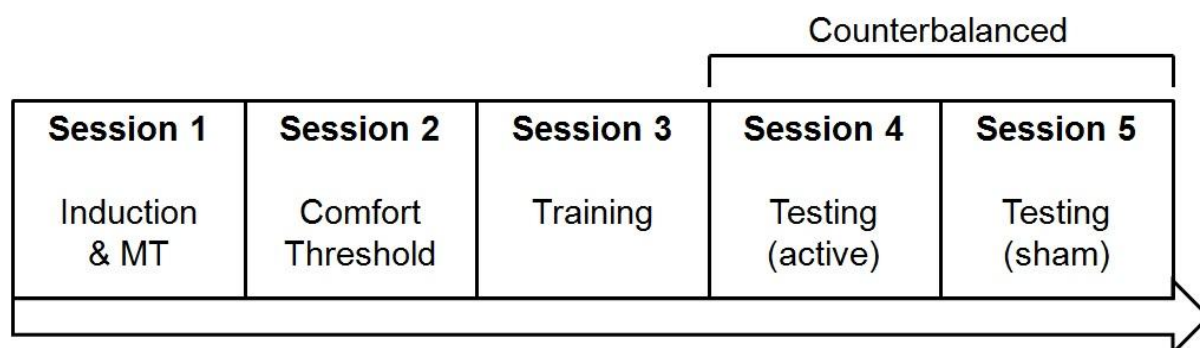 Counterbalanced
Session 1
Induction
& MT
Session 2
Comfort
Threshold
Session 3
Training
Session 4
Testing
(active)
Session 5
Testing
(sham)